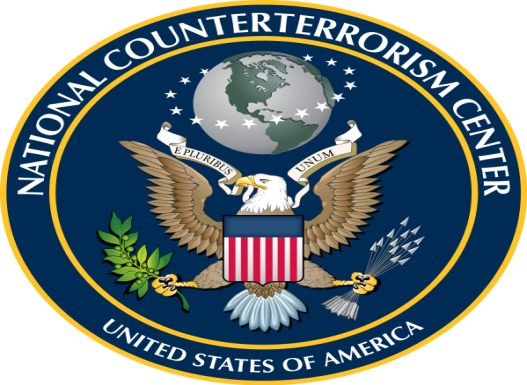 NATIONAL COUNTERTERRORISM CENTER
E PLURIBUS UNUM
UNITED STATES OF AMERICA